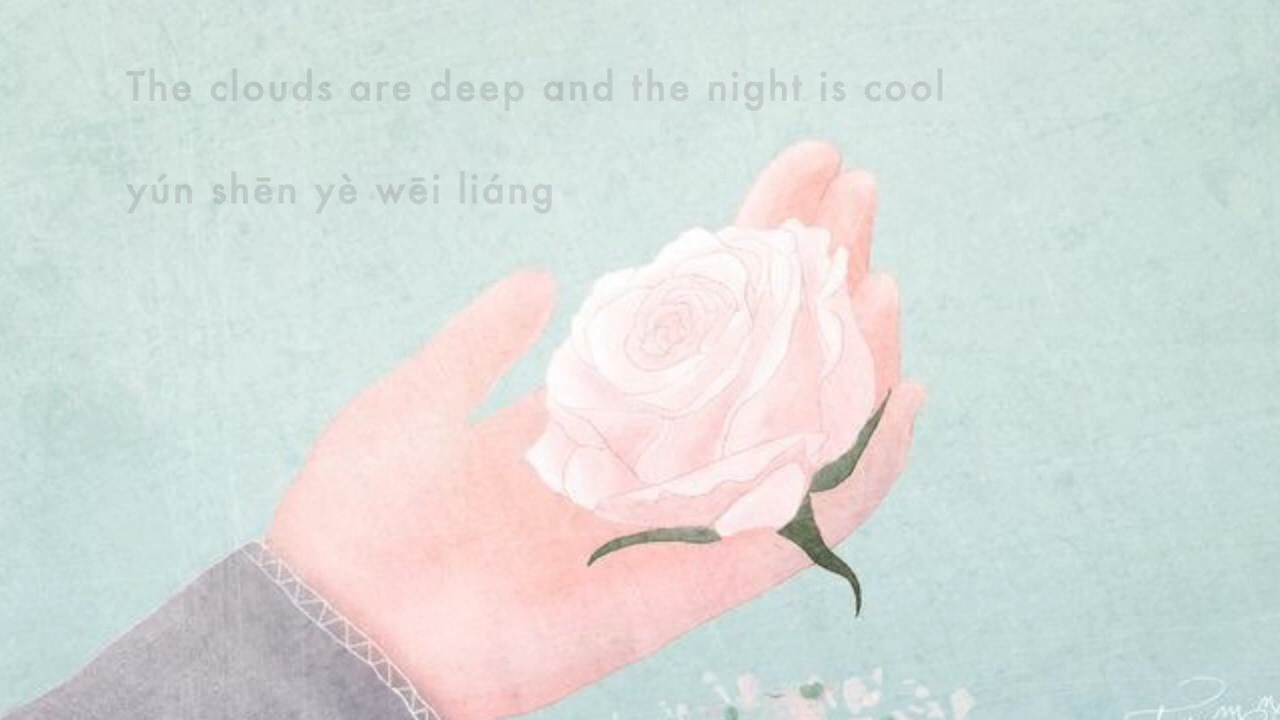 The clouds are deep and the night is cool
yún shēn yè wēi liáng